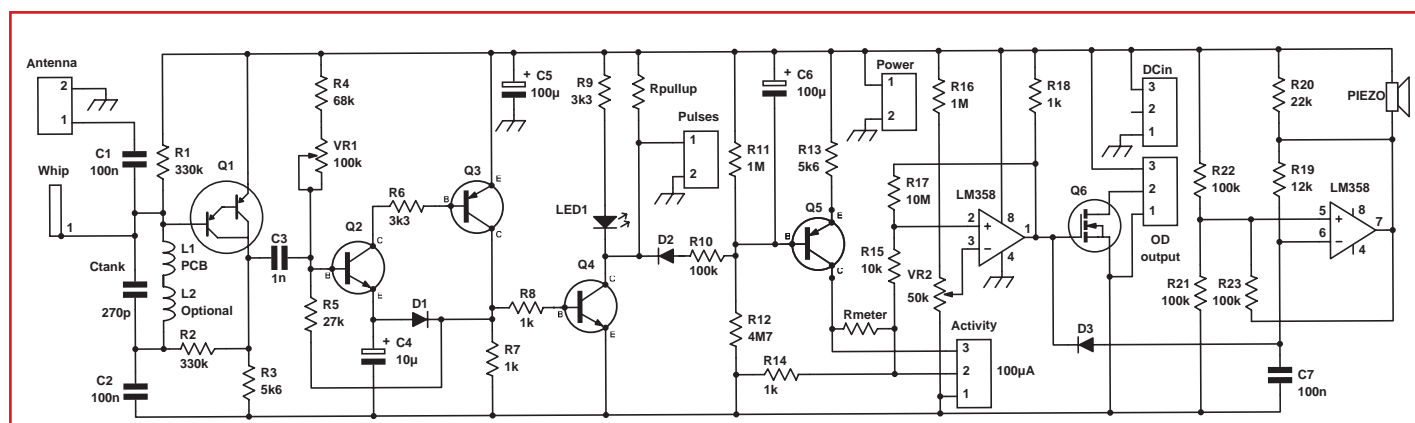 Antenna
2
1
Whip
1
C1
100n
R1
330k
Q1
Ctank
270p
L1
PCB
L2
Optional
C2
100n
R2
330k
R3
5k6
C3
1n
R4
68k
VR1
100k
Q2
B
C
E
R5
27k
R6
3k3
D1
+
C4
10µ
Q3
B
E
C
R7
1k
+
C5
100µ
R8
1k
R9
3k3
LED1
Q4
B
C
E
Rpullup
Pulses
1
2
D2
R10
100k
R11
1M
R12
4M7
+
C6
100µ
R13
5k6
Q5
B
E
C
Rmeter
R14
1k
Power
1
2
R17
10M
R15
10k
R16
1M
VR2
50k
LM358
2
+
3
–
8
1
4
Activity
3
2
1
100µA
R18
1k
Q6
DCin
3
2
1
3
2
1
OD
output
D3
R22
100k
R21
100k
R23
100k
R20
22k
R19
12k
C7
100n
PIEZO
LM358
5
+
6
–
8
7
4